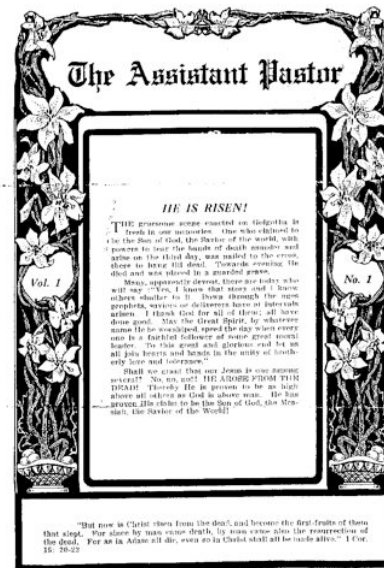 The Assistant Pastor
HE IS RISEN!
THE gruesome scene enacted on Golgotha is
fresh in our memories. One who claimed to
be the Son of God, the Savior of the world, with
powers to tear the bands of death asunder and
arise on the third day, was nailed to the cross,
there to hang till dead. Towards evening He
died and was placed in a guarded grave.
Many, apparently devout, there are today who
will say: "Yes, I know that story and I know
others similar to it. Down through the ages
prophets, saviors or deliverers have at intervals
arisen. I thank God for all of them; all have
done good. May the Great Spirit, by whatever
name He be worshiped, speed the day when every
one is a faithful follower of some great moral
leader. To this great and glorious end let us
all join hearts and hands in the unity of broth-
erly love and tolerance."
Shall we grant that our Jesus is one among
several? No, no, no!! HE AROSE FROM THE
DEAD! Thereby He is proven to be as high
above all others as God is above man. He has
proven His claim to be the Son of God, the Mes-
siah, the Savior of the World!
Vol. 1
No. 1
"But now is Christ risen from the dead, and become the first-fruits of them
that slept. For since by man came death, by man came also the resurrection of
the dead. For as in Adam all die, even so in Christ shall all be made alive." I Cor.
15: 20-22